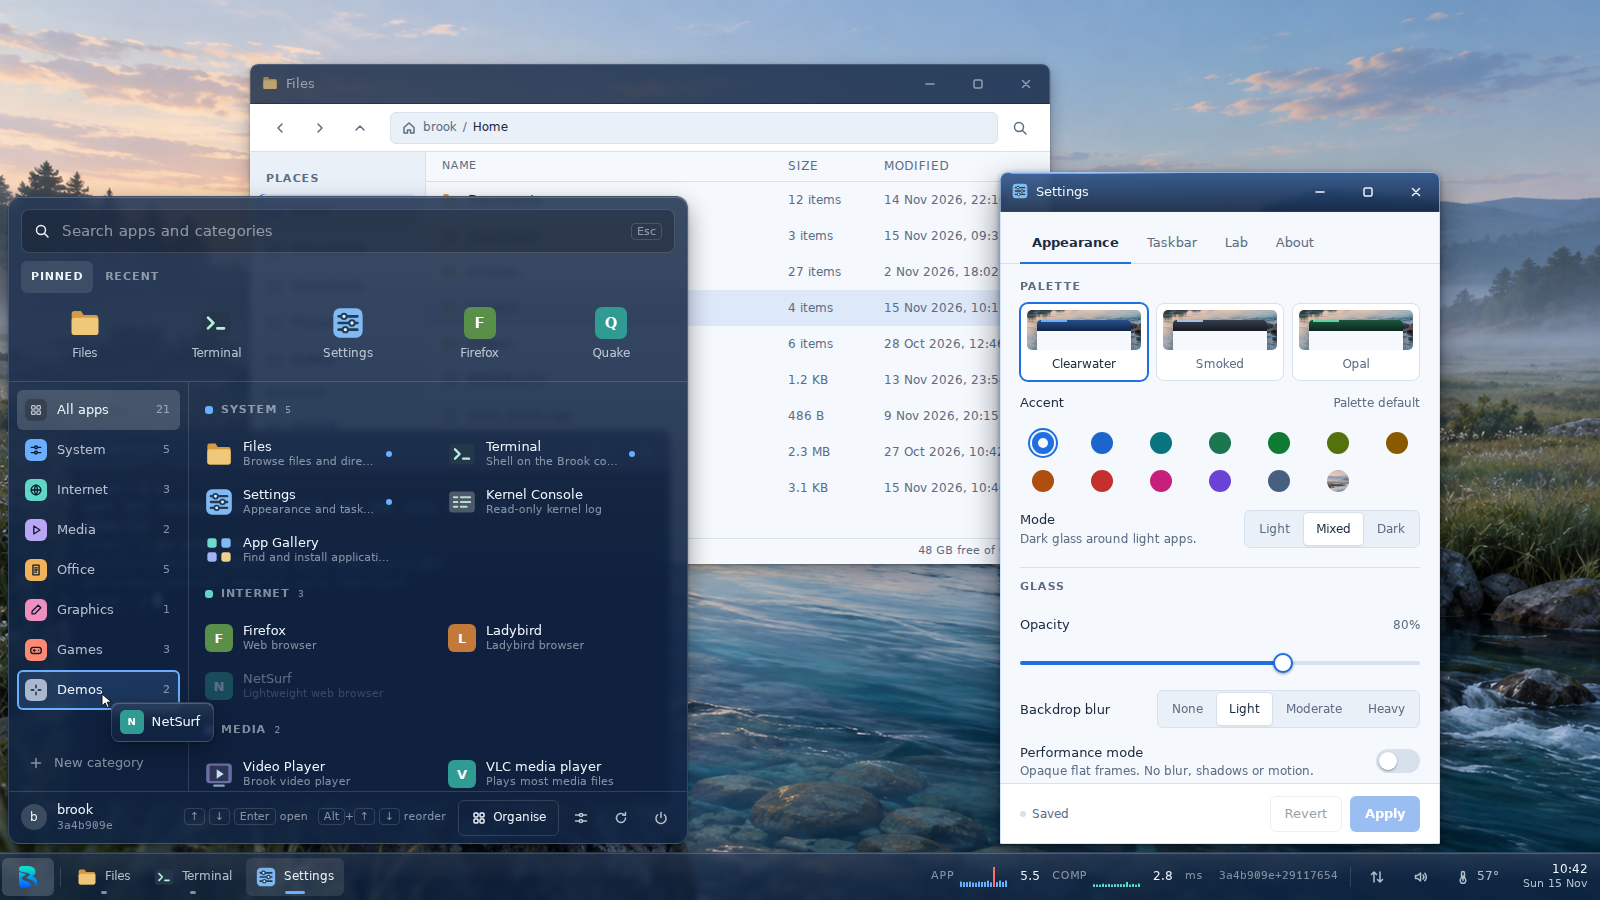 Files
brook / Home
PLACES
NAME SIZE MODIFIED
12 items 14 Nov 2026, 22:1
3 items 15 Nov 2026, 09:3
27 items 2 Nov 2026, 18:02
4 items 15 Nov 2026, 10:1
6 items 28 Oct 2026, 12:4
1.2 KB 13 Nov 2026, 23:5
486 B 9 Nov 2026, 20:15
2.3 MB 27 Oct 2026, 10:42
3.1 KB 15 Nov 2026, 10:4
48 GB free of
Search apps and categories Esc
PINNED RECENT
Files
Terminal
Settings
F
Firefox
Q
Quake
All apps 21
System 5
Internet 3
Media 2
Office 5
Graphics 1
Games 3
Demos 2
N NetSurf
+ New category
SYSTEM 5
Files
Browse files and dire...
Terminal
Shell on the Brook co...
Settings
Appearance and task...
Kernel Console
Read-only kernel log
App Gallery
Find and install applicati...
INTERNET 3
F
Firefox
Web browser
L
Ladybird
Ladybird browser
N
NetSurf
Lightweight web browser
MEDIA 2
Video Player
Brook video player
V
VLC media player
Plays most media files
b
brook
3a4b909e
↑ ↓ Enter open Alt+↑ ↓ reorder
Organise
Settings
Appearance Taskbar Lab About
PALETTE
Clearwater Smoked Opal
Accent Palette default
Mode
Dark glass around light apps.
Light Mixed Dark
GLASS
Opacity 80%
Backdrop blur None Light Moderate Heavy
Performance mode
Opaque flat frames. No blur, shadows or motion.
Saved Revert Apply
Files Terminal Settings
APP 5.5 COMP 2.8 ms 3a4b909e+29117654 57°
10:42
Sun 15 Nov